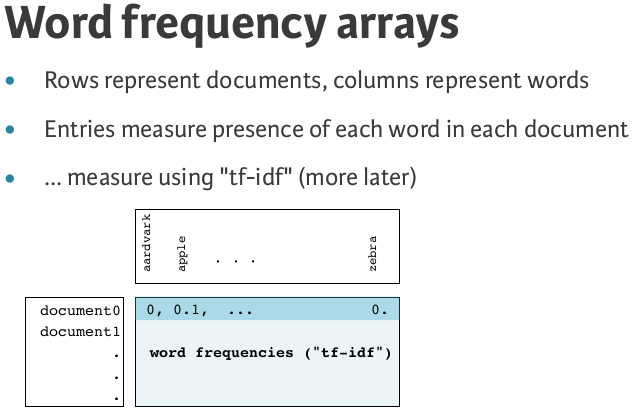 Word frequency arrays
• Rows represent documents, columns represent words
• Entries measure presence of each word in each document
• ... measure using "tf-idf" (more later)
aardvark apple . . . zebra
document0 0, 0.1, ... 0.
document1
. word frequencies ("tf-idf")
.
.